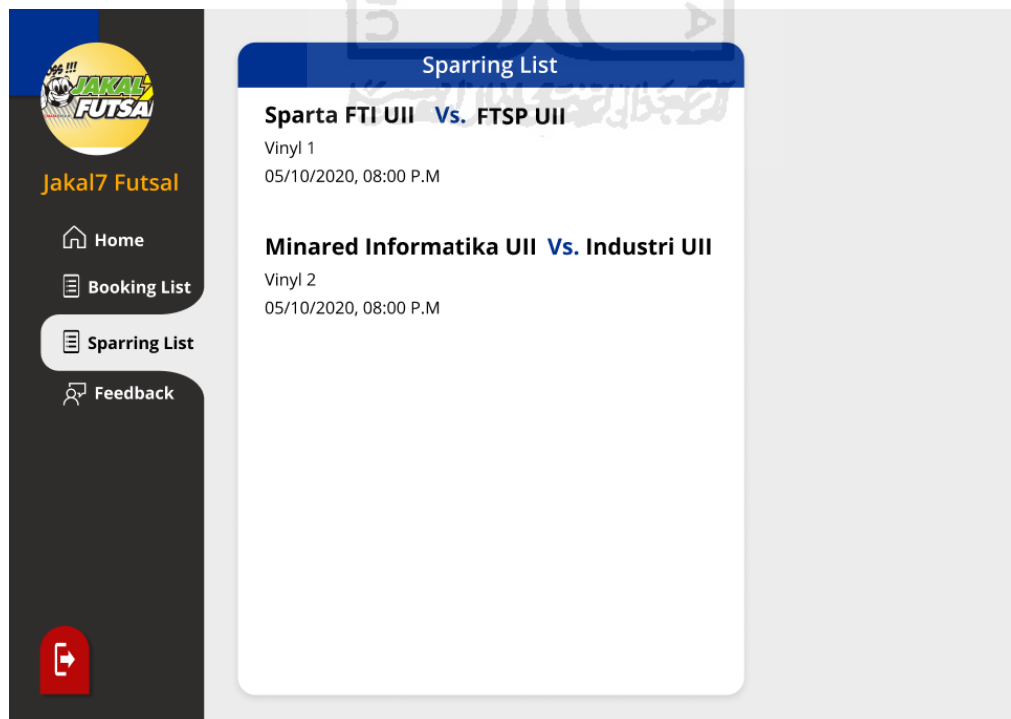 JAKAL7
FUTSAL
Jakal7 Futsal
Home
Booking List
Sparring List
Feedback
Sparring List
Sparta FTI UII Vs. FTSP UII
Vinyl 1
05/10/2020, 08:00 P.M
Minared Informatika UII Vs. Industri UII
Vinyl 2
05/10/2020, 08:00 P.M